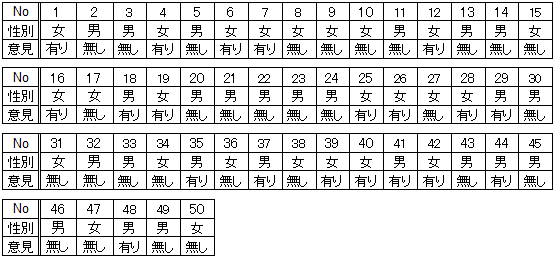 No 1 2 3 4 5 6 7 8 9 10 11 12 13 14 15
性別 女 男 男 女 男 女 女 男 女 女 男 女 男 男 女
意見 有り 無し 無し 有り 無し 有り 有り 無し 無し 無し 無し 有り 無し 有り 無し
No 16 17 18 19 20 21 22 23 24 25 26 27 28 29 30
性別 女 女 男 女 男 男 男 男 男 女 女 女 女 男 男
意見 有り 無し 有り 有り 無し 無し 無し 無し 無し 有り 有り 無し 有り 有り 無し
No 31 32 33 34 35 36 37 38 39 40 41 42 43 44 45
性別 女 男 男 女 男 女 男 女 女 女 男 女 男 男 男
意見 無し 無し 無し 無し 有り 無し 有り 無し 有り 有り 有り 有り 有り 有り 無し
No 46 47 48 49 50
性別 男 女 男 男 女
意見 無し 無し 有り 無し 無し